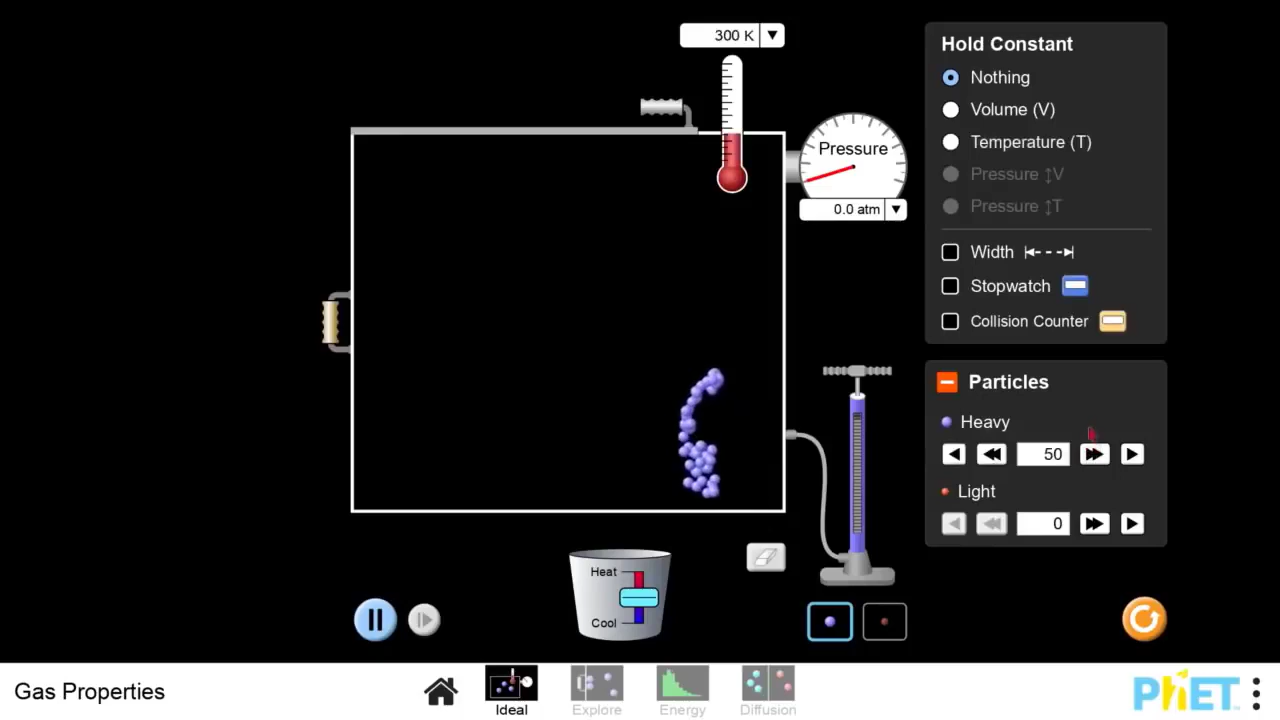 300 K
Pressure
0.0 atm
Hold Constant
Nothing
Volume (V)
Temperature (T)
Pressure ↕V
Pressure ↕T
Width
Stopwatch
Collision Counter
Particles
Heavy
50
Light
0
Heat
Cool
Gas Properties
Ideal
Explore
Energy
Diffusion
PhET